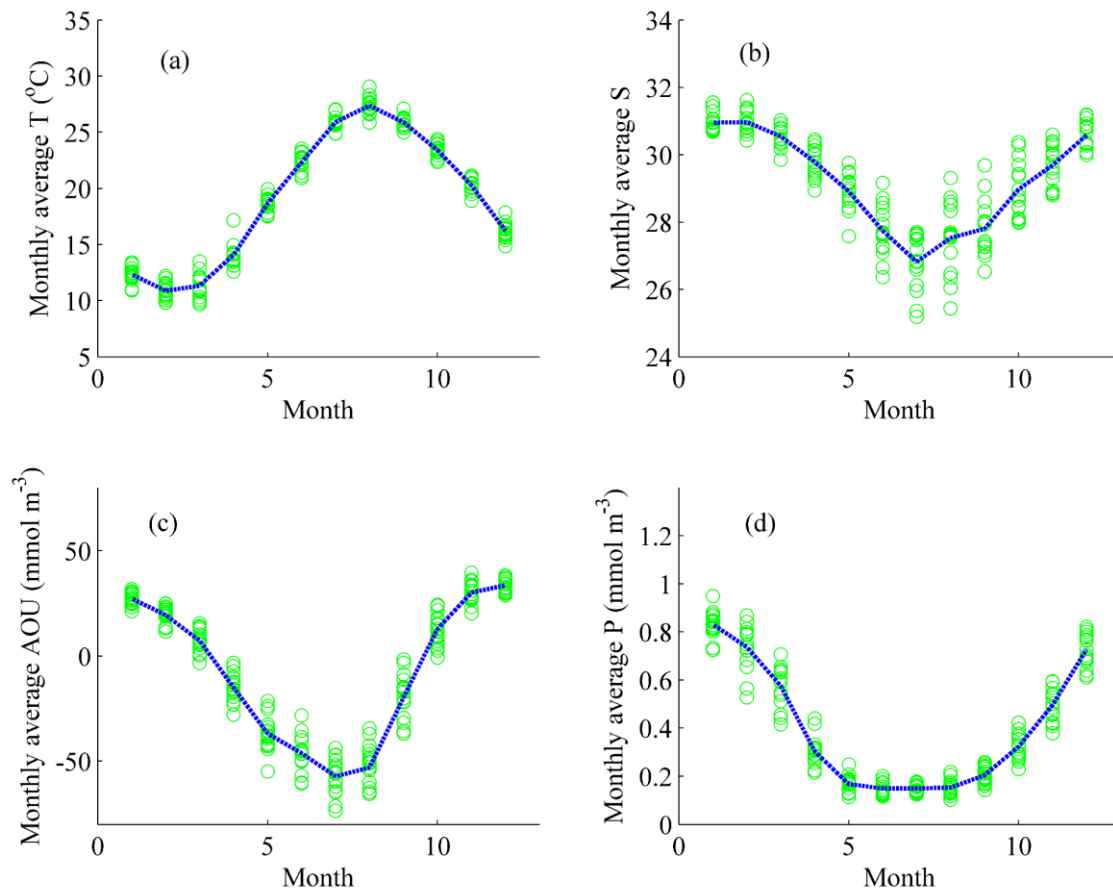 (a)
Monthly average T (°C)
35
30
25
20
15
10
5
0
5
10
Month
(b)
Monthly average S
34
32
30
28
26
24
0
5
10
Month
(c)
Monthly average AOU (mmol m⁻³)
50
0
-50
0
5
10
Month
(d)
Monthly average P (mmol m⁻³)
1.2
1
0.8
0.6
0.4
0.2
0
0
5
10
Month